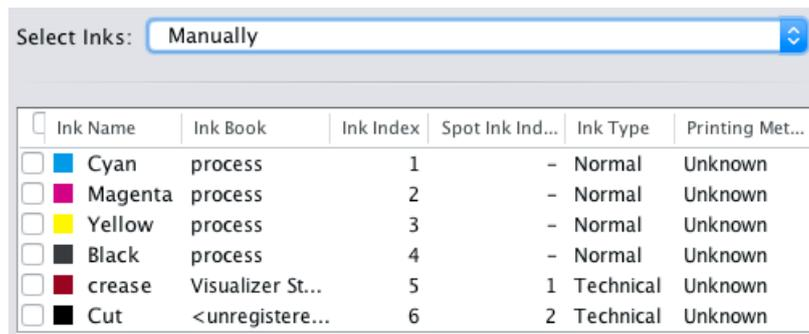 Select Inks: Manually
Ink Name Ink Book Ink Index Spot Ink Ind... Ink Type Printing Met...
Cyan process 1 – Normal Unknown
Magenta process 2 – Normal Unknown
Yellow process 3 – Normal Unknown
Black process 4 – Normal Unknown
crease Visualizer St... 5 1 Technical Unknown
Cut <unregistere... 6 2 Technical Unknown